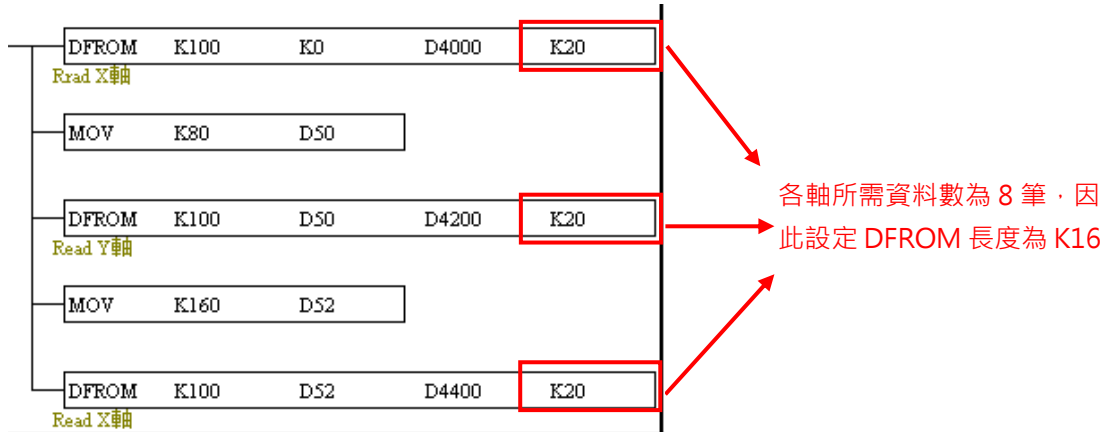 DFROM K100 K0 D4000 K20
Rrad X軸
MOV K80 D50
DFROM K100 D50 D4200 K20
Read Y軸
MOV K160 D52
DFROM K100 D52 D4400 K20
Read X軸
各軸所需資料數為 8 筆，因
此設定 DFROM 長度為 K16